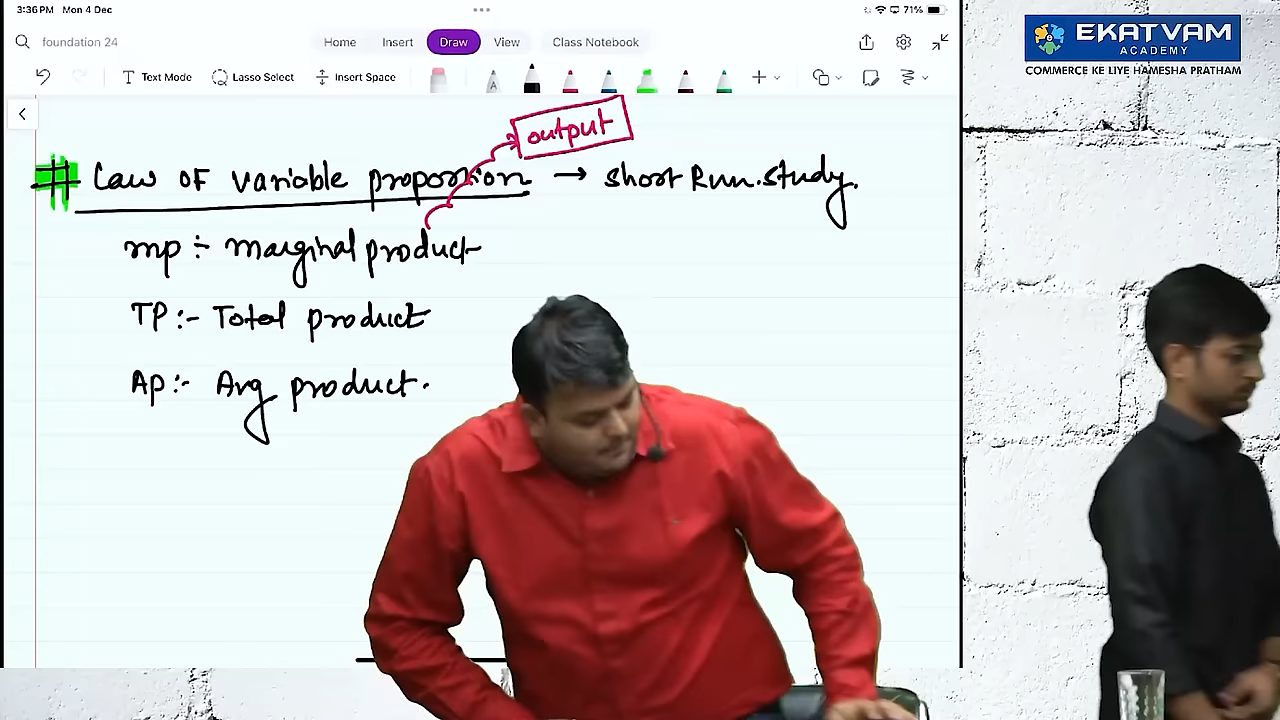 3:36PM Mon 4 Dec
71%
EKATVAM
ACADEMY
COMMERCE KE LIYE HAMESHA PRATHAM
foundation 24
Home Insert Draw View Class Notebook
Text Mode Lasso Select Insert Space
output
# Law OF variable proportion → Short Run.study.
mp :- marginal product
TP :- Total product
AP :- Avg product.